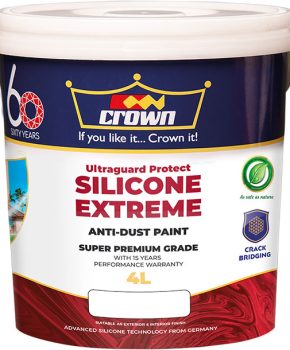 60
SIXTY YEARS
CROWN
If you like it... Crown it!
Ultraguard Protect
SILICONE
EXTREME
ANTI-DUST PAINT
SUPER PREMIUM GRADE
WITH 15 YEARS
PERFORMANCE WARRANTY
4L
As safe as nature
CRACK
BRIDGING
SUITABLE AS EXTERIOR & INTERIOR FINISH
ADVANCED SILICONE TECHNOLOGY FROM GERMANY